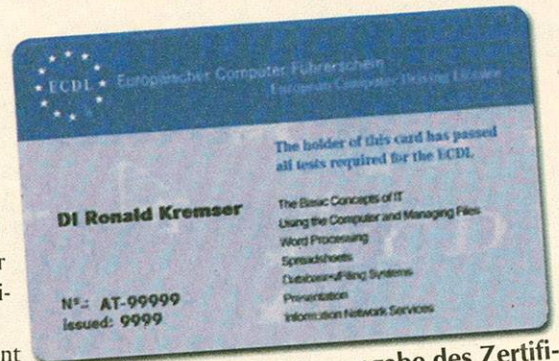 ECDL
Europäischer Computer Führerschein
European Computer Driving Licence
The holder of this card has passed
all tests required for the ECDL
DI Ronald Kremser
The Basic Concepts of IT
Using the Computer and Managing Files
Word Processing
Spreadsheets
Databases/Filing Systems
Presentation
Information Network Services
Nº.: AT-99999
issued: 9999
des Zertifi-